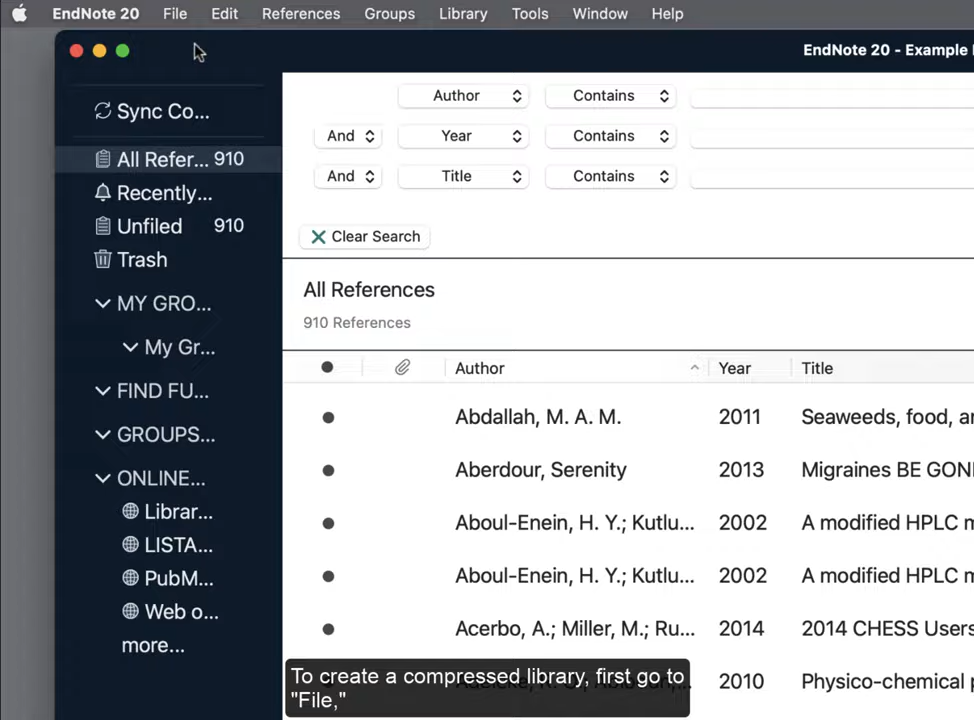 EndNote 20 File Edit References Groups Library Tools Window Help
EndNote 20 - Example
Sync Co...
All Refer... 910
Recently...
Unfiled 910
Trash
MY GRO...
My Gr...
FIND FU...
GROUPS...
ONLINE...
Librar...
LISTA...
PubM...
Web o...
more...
Author Contains
And Year Contains
And Title Contains
Clear Search
All References
910 References
Author Year Title
Abdallah, M. A. M. 2011 Seaweeds, food, a
Aberdour, Serenity 2013 Migraines BE GON
Aboul-Enein, H. Y.; Kutlu... 2002 A modified HPLC m
Aboul-Enein, H. Y.; Kutlu... 2002 A modified HPLC m
Acerbo, A.; Miller, M.; Ru... 2014 2014 CHESS Users
2010 Physico-chemical p
To create a compressed library, first go to
"File,"